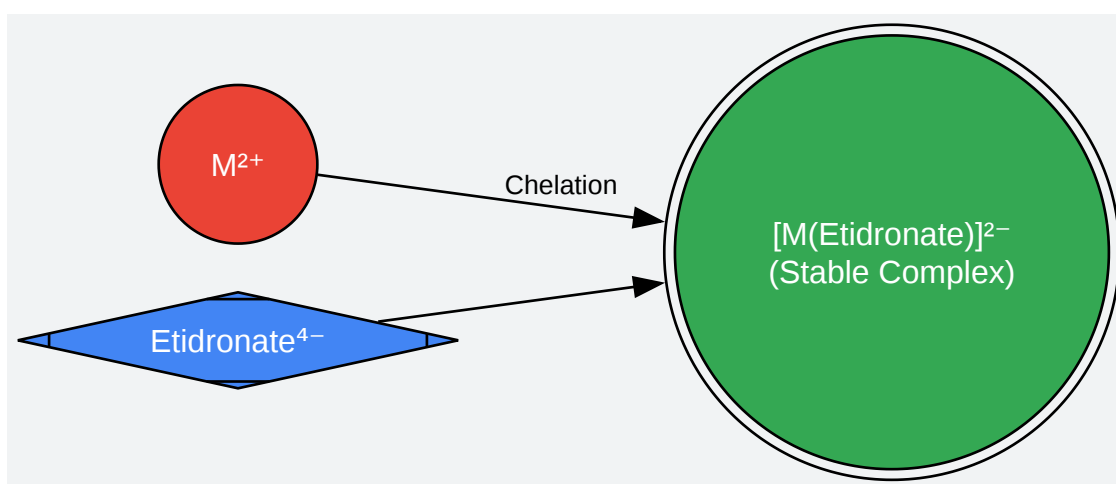 M²⁺
Chelation
Etidronate⁴⁻
[M(Etidronate)]²⁻
(Stable Complex)